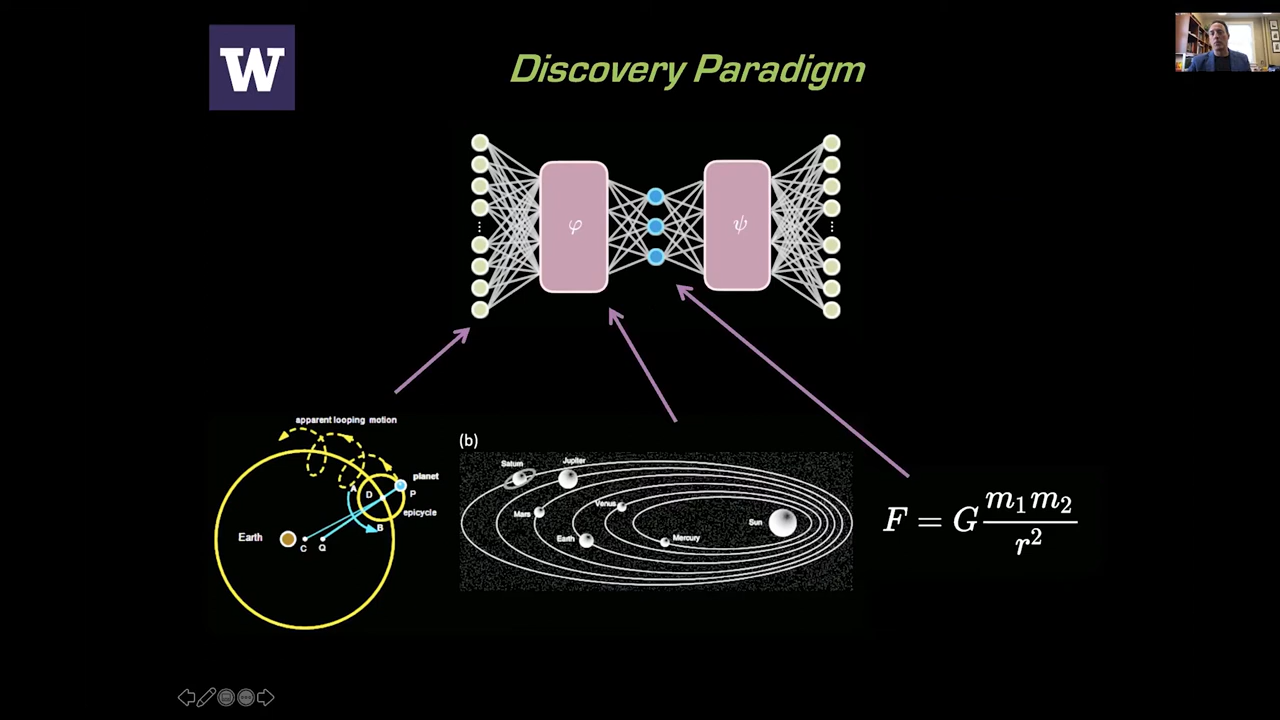 W
Discovery Paradigm
φ
ψ
apparent looping motion
planet
A
D
P
epicycle
B
Earth
C
Q
(b)
Saturn
Jupiter
Venus
Mars
Sun
Earth
Mercury
F = G m₁m₂ / r²